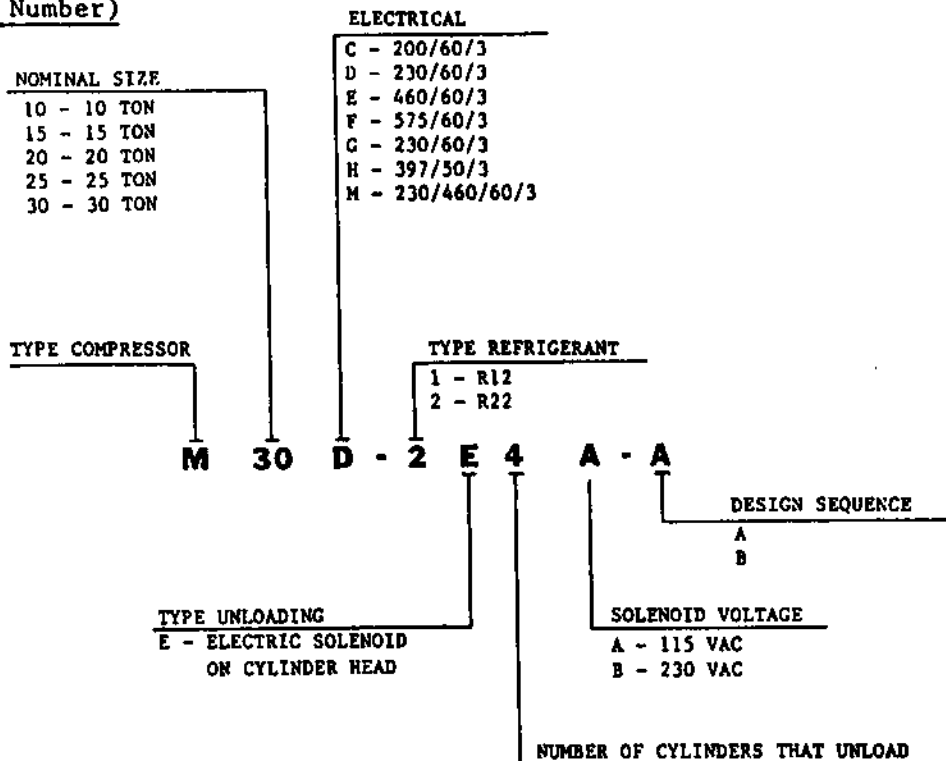 Number)
ELECTRICAL
C - 200/60/3
D - 230/60/3
E - 460/60/3
F - 575/60/3
G - 230/60/3
H - 397/50/3
M - 230/460/60/3
NOMINAL SIZE
10 - 10 TON
15 - 15 TON
20 - 20 TON
25 - 25 TON
30 - 30 TON
TYPE COMPRESSOR
TYPE REFRIGERANT
1 - R12
2 - R22
M 30 D - 2 E 4 A - A
DESIGN SEQUENCE
A
B
TYPE UNLOADING
E - ELECTRIC SOLENOID
ON CYLINDER HEAD
SOLENOID VOLTAGE
A - 115 VAC
B - 230 VAC
NUMBER OF CYLINDERS THAT UNLOAD